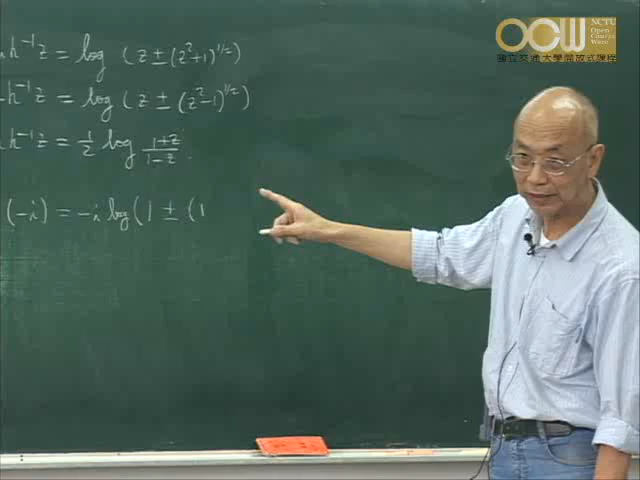 OCW NCTU Open Course Ware
國立交通大學開放式課程
h⁻¹z = log (z ± (z²+1)^{1/2})
h⁻¹z = log (z ± (z²-1)^{1/2})
h⁻¹z = 1/2 log (1+z)/(1-z)
(-i) = -i log (1 ± (1